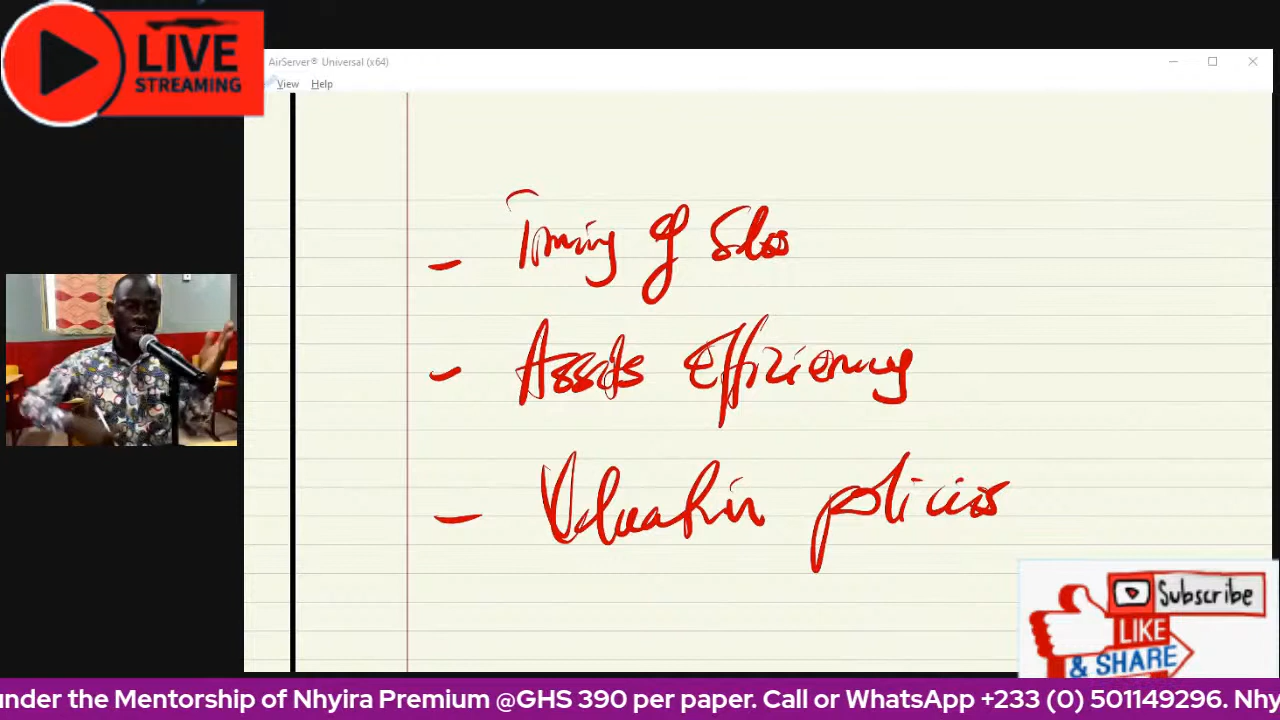 LIVE
STREAMING
AirServer® Universal (x64)
View Help
- Timing of Sales
- Assets Efficiency
- Valuation policies
Subscribe
LIKE
& SHARE
under the Mentorship of Nhyira Premium @GHS 390 per paper. Call or WhatsApp +233 (0) 501149296. Nhy